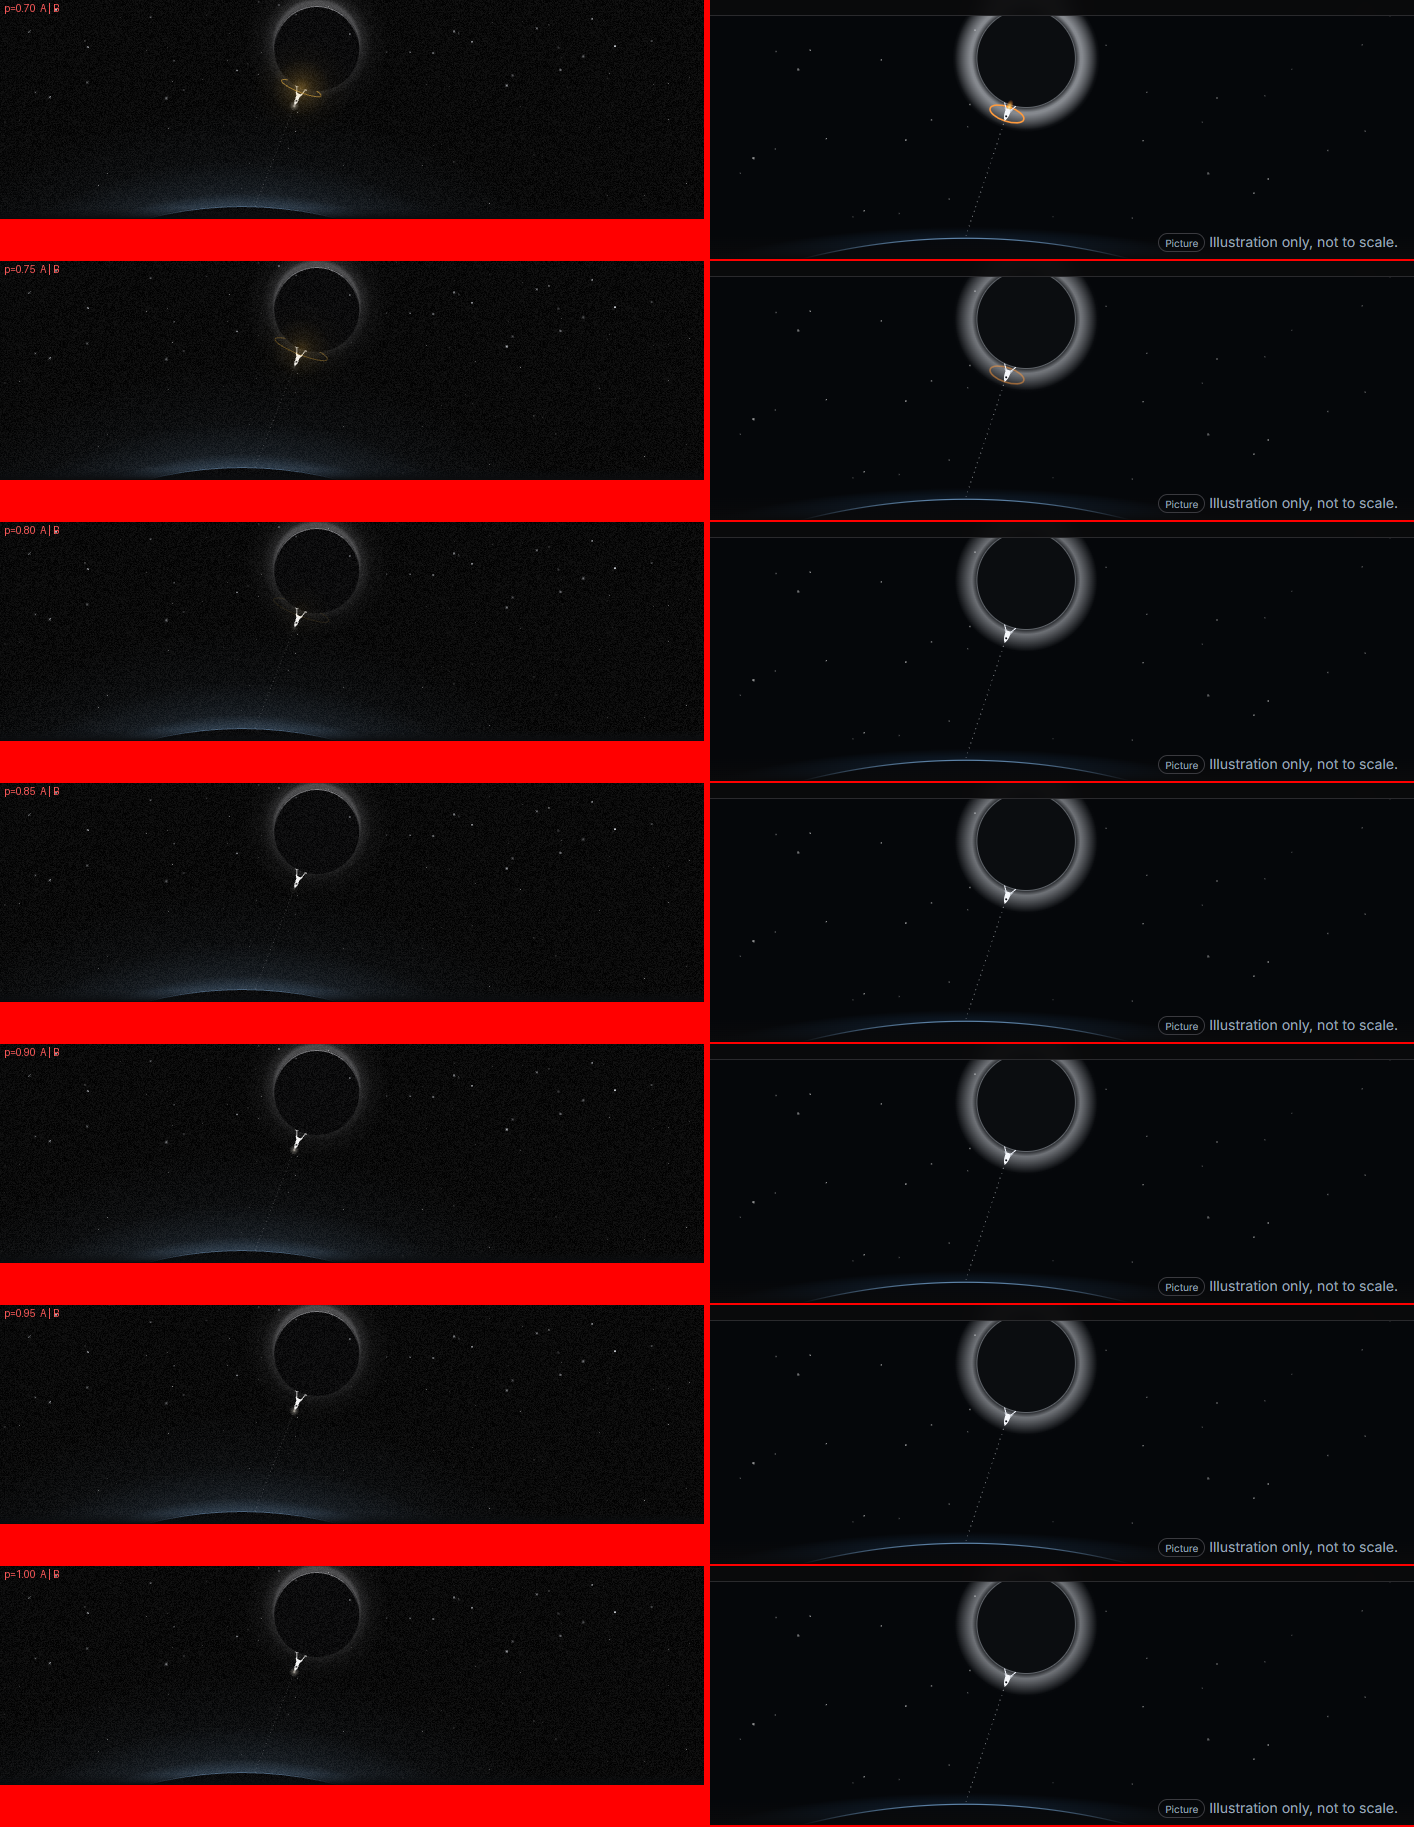 p=0.70 A|B
Picture Illustration only, not to scale.
p=0.75 A|B
Picture Illustration only, not to scale.
p=0.80 A|B
Picture Illustration only, not to scale.
p=0.85 A|B
Picture Illustration only, not to scale.
p=0.90 A|B
Picture Illustration only, not to scale.
p=0.95 A|B
Picture Illustration only, not to scale.
p=1.00 A|B
Picture Illustration only, not to scale.